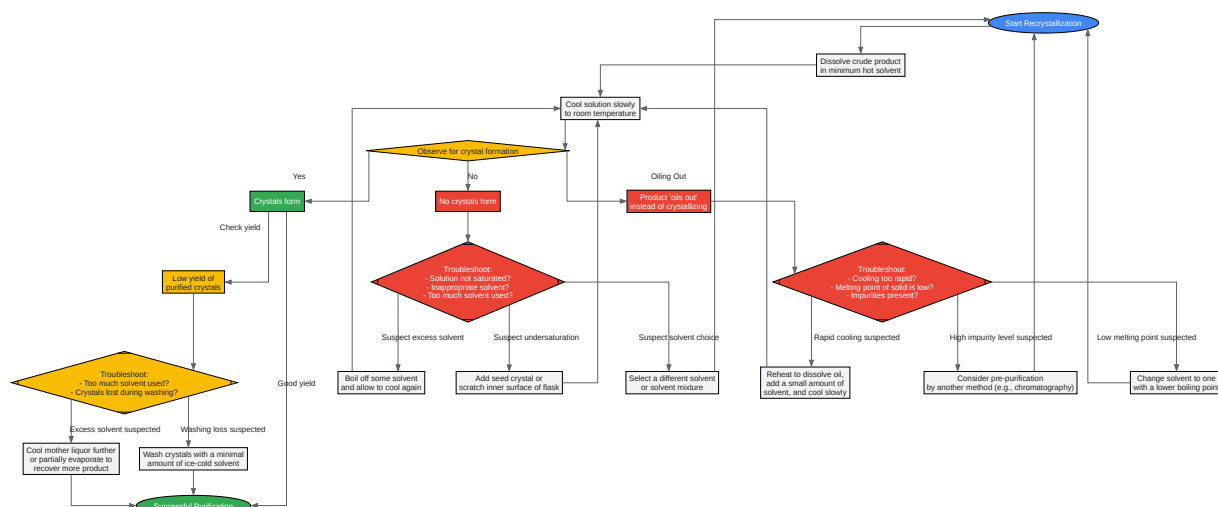 Start Recrystallization
Dissolve crude product
in minimum hot solvent
Cool solution slowly
to room temperature
Observe for crystal formation
Yes
No
Oiling Out
Crystals form
No crystals form
Product 'oils out'
instead of crystallizing
Check yield
Low yield of
purified crystals
Troubleshoot:
- Solution not saturated?
- Inappropriate solvent?
- Too much solvent used?
Troubleshoot:
- Cooling too rapid?
- Melting point of solid is low?
- Impurities present?
Suspect excess solvent
Suspect undersaturation
Suspect solvent choice
Rapid cooling suspected
High impurity level suspected
Low melting point suspected
Troubleshoot:
- Too much solvent used?
- Crystals lost during washing?
Good yield
Boil off some solvent
and allow to cool again
Add seed crystal or
scratch inner surface of flask
Select a different solvent
or solvent mixture
Reheat to dissolve oil,
add a small amount of
solvent, and cool slowly
Consider pre-purification
by another method (e.g., chromatography)
Change solvent to one
with a lower boiling point
Excess solvent suspected
Washing loss suspected
Cool mother liquor further
or partially evaporate to
recover more product
Wash crystals with a minimal
amount of ice-cold solvent
Successful Purification